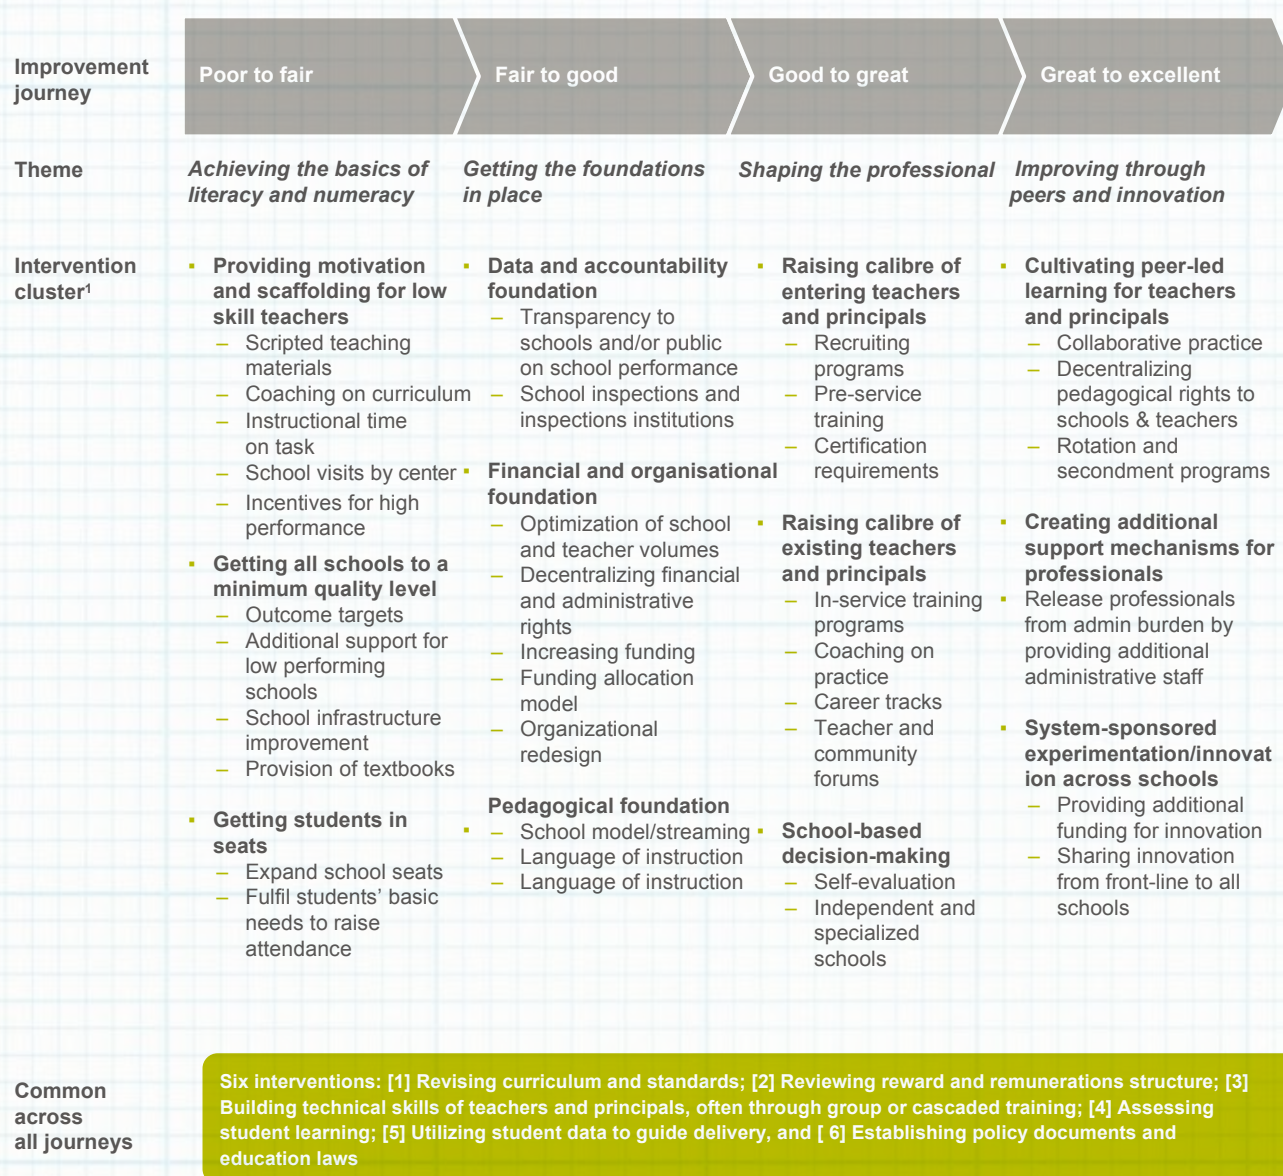 Improvement
journey
Poor to fair
Fair to good
Good to great
Great to excellent
Theme
Achieving the basics of
literacy and numeracy
Getting the foundations
in place
Shaping the professional
Improving through
peers and innovation
Intervention
cluster¹
▪ Providing motivation
and scaffolding for low
skill teachers
– Scripted teaching
materials
– Coaching on curriculum
– Instructional time
on task
– School visits by center
– Incentives for high
performance
▪ Getting all schools to a
minimum quality level
– Outcome targets
– Additional support for
low performing
schools
– School infrastructure
improvement
– Provision of textbooks
▪ Getting students in
seats
– Expand school seats
– Fulfil students’ basic
needs to raise
attendance
▪ Data and accountability
foundation
– Transparency to
schools and/or public
on school performance
– School inspections and
inspections institutions
▪ Financial and organisational
foundation
– Optimization of school
and teacher volumes
– Decentralizing financial
and administrative
rights
– Increasing funding
– Funding allocation
model
– Organizational
redesign
Pedagogical foundation
▪ – School model/streaming
– Language of instruction
– Language of instruction
▪ Raising calibre of
entering teachers
and principals
– Recruiting
programs
– Pre-service
training
– Certification
requirements
▪ Raising calibre of
existing teachers
and principals
– In-service training
programs
– Coaching on
practice
– Career tracks
– Teacher and
community
forums
▪ School-based
decision-making
– Self-evaluation
– Independent and
specialized
schools
▪ Cultivating peer-led
learning for teachers
and principals
– Collaborative practice
– Decentralizing
pedagogical rights to
schools & teachers
– Rotation and
secondment programs
▪ Creating additional
support mechanisms for
professionals
▪ Release professionals
from admin burden by
providing additional
administrative staff
▪ System-sponsored
experimentation/innovat
ion across schools
– Providing additional
funding for innovation
– Sharing innovation
from front-line to all
schools
Common
across
all journeys
Six interventions: [1] Revising curriculum and standards; [2] Reviewing reward and remunerations structure; [3]
Building technical skills of teachers and principals, often through group or cascaded training; [4] Assessing
student learning; [5] Utilizing student data to guide delivery, and [ 6] Establishing policy documents and
education laws